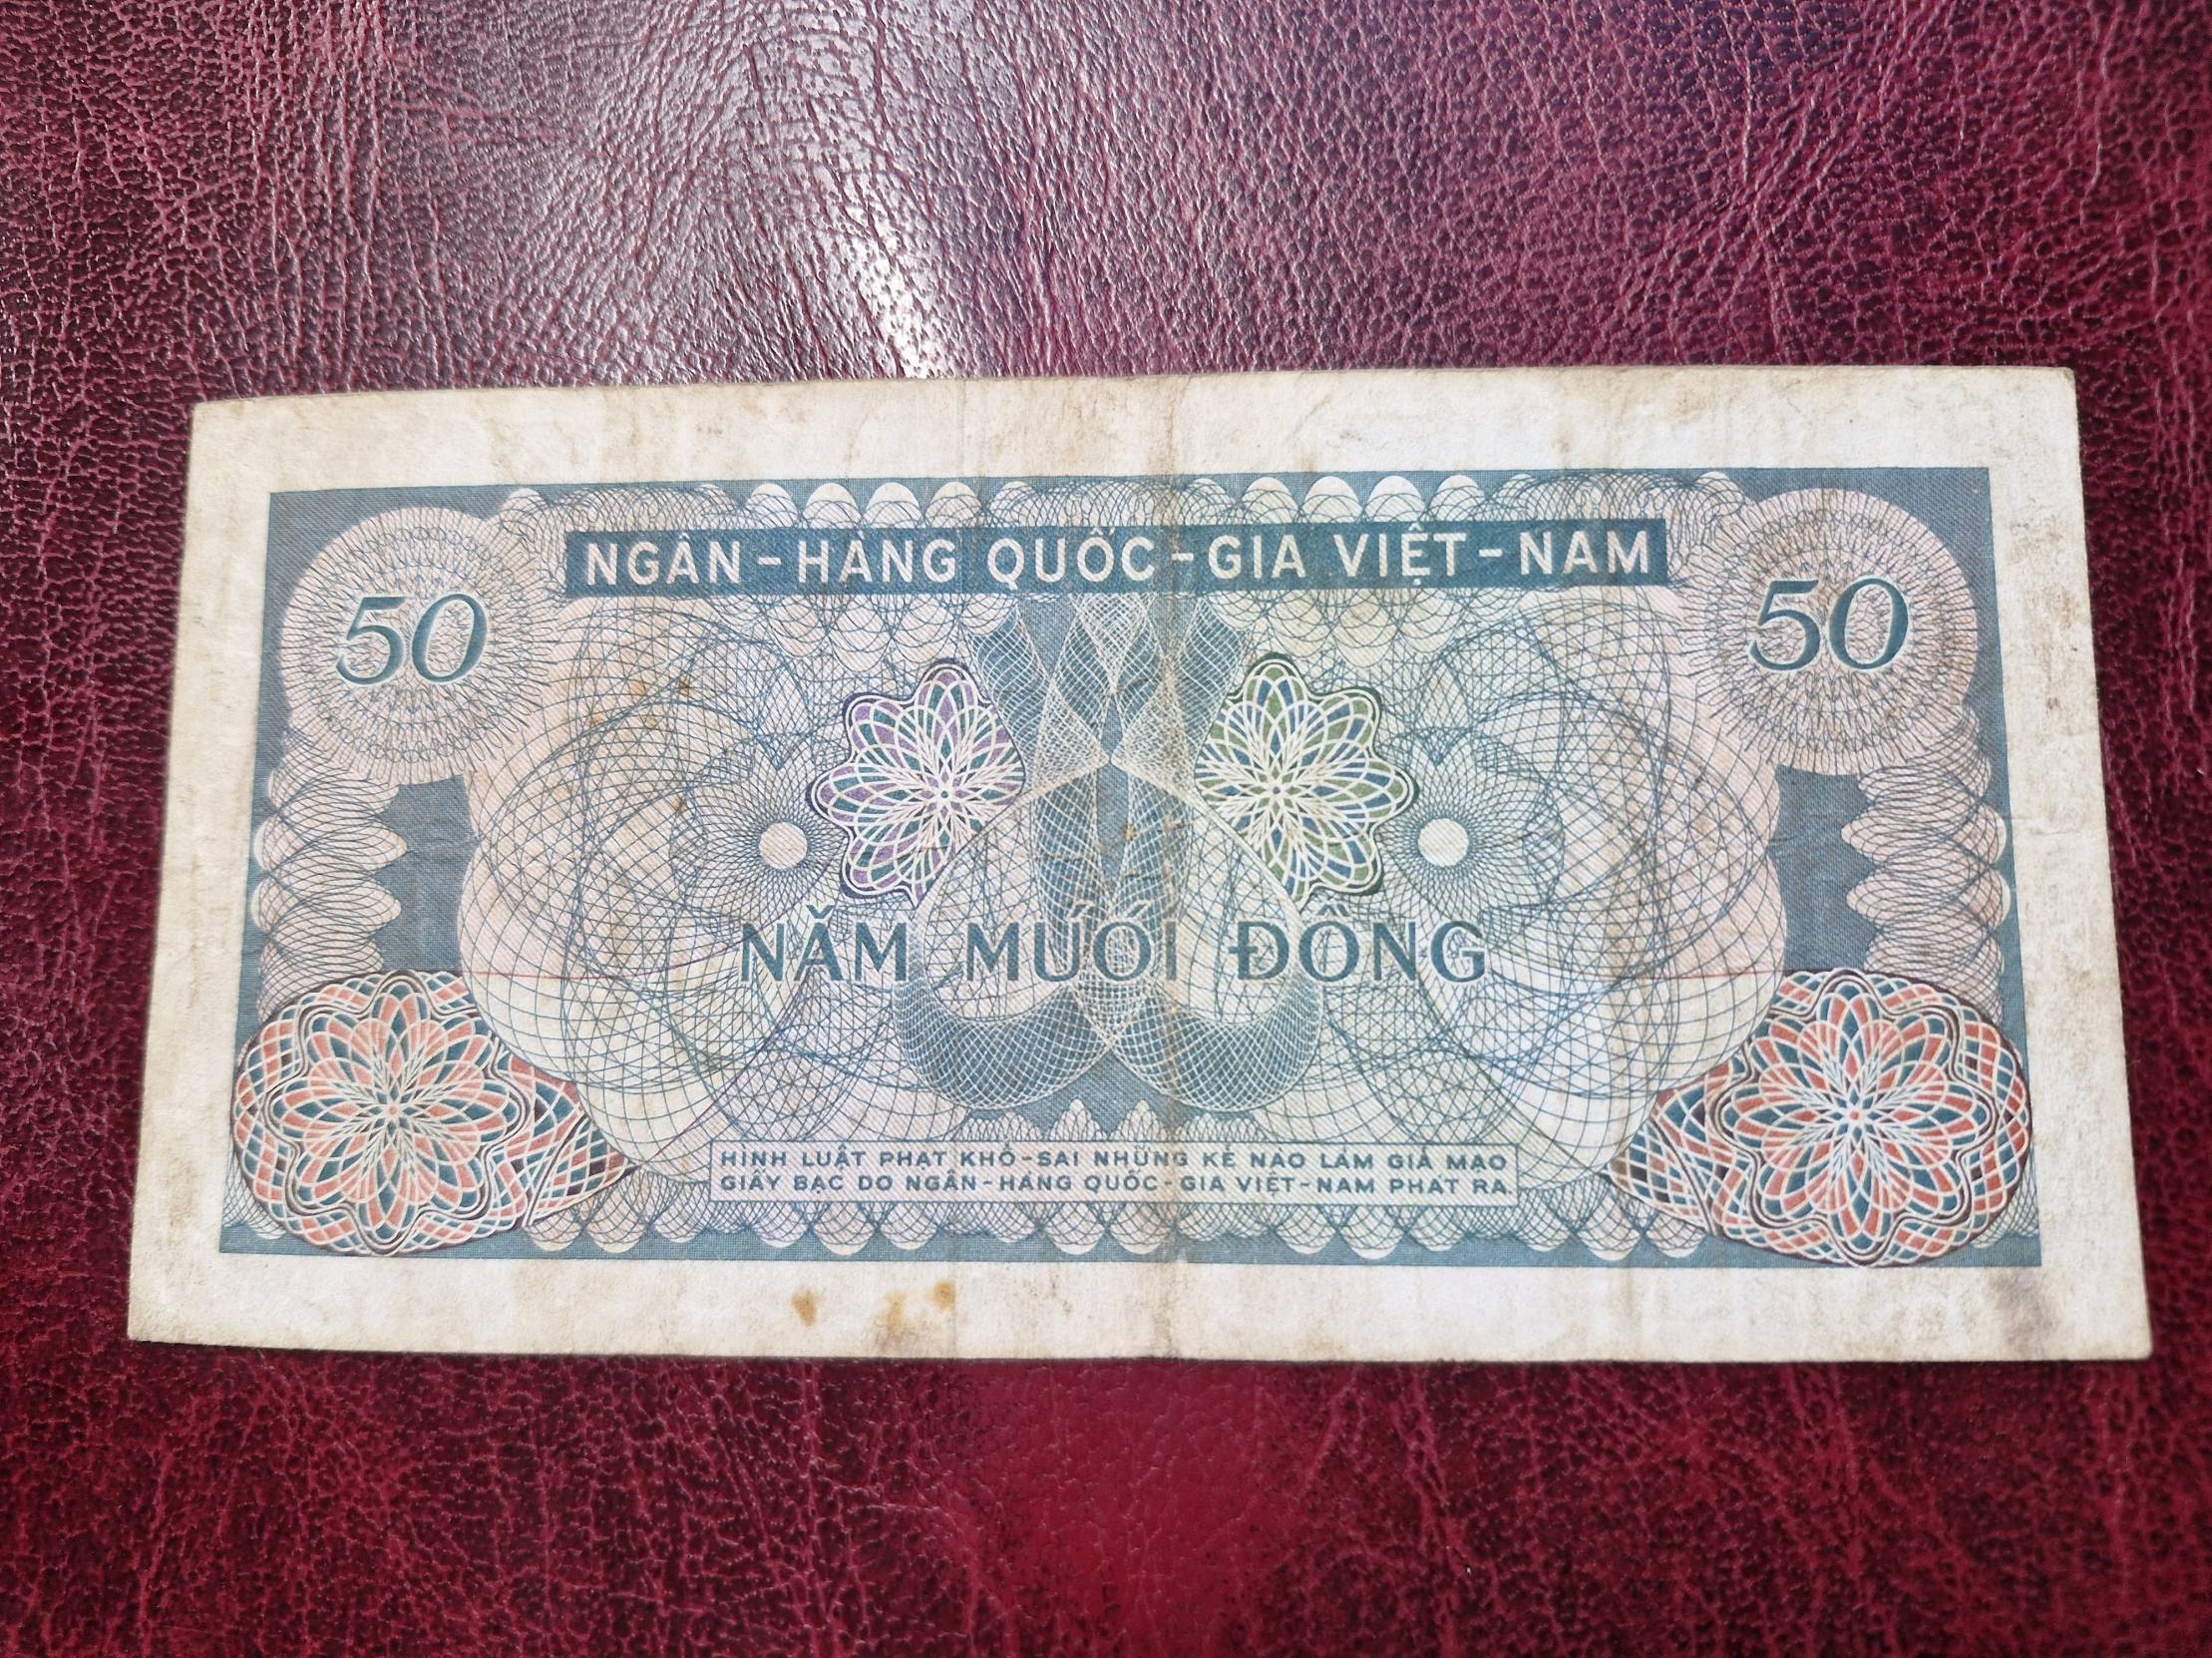 NGÂN-HÀNG QUỐC-GIA VIỆT-NAM
50 50
NĂM MƯƠI ĐỒNG
HÌNH LUẬT PHẠT KHỔ-SAI NHỮNG KẺ NÀO LÀM GIẢ MẠO
GIẤY BẠC DO NGÂN-HÀNG QUỐC-GIA VIỆT-NAM PHÁT RA.